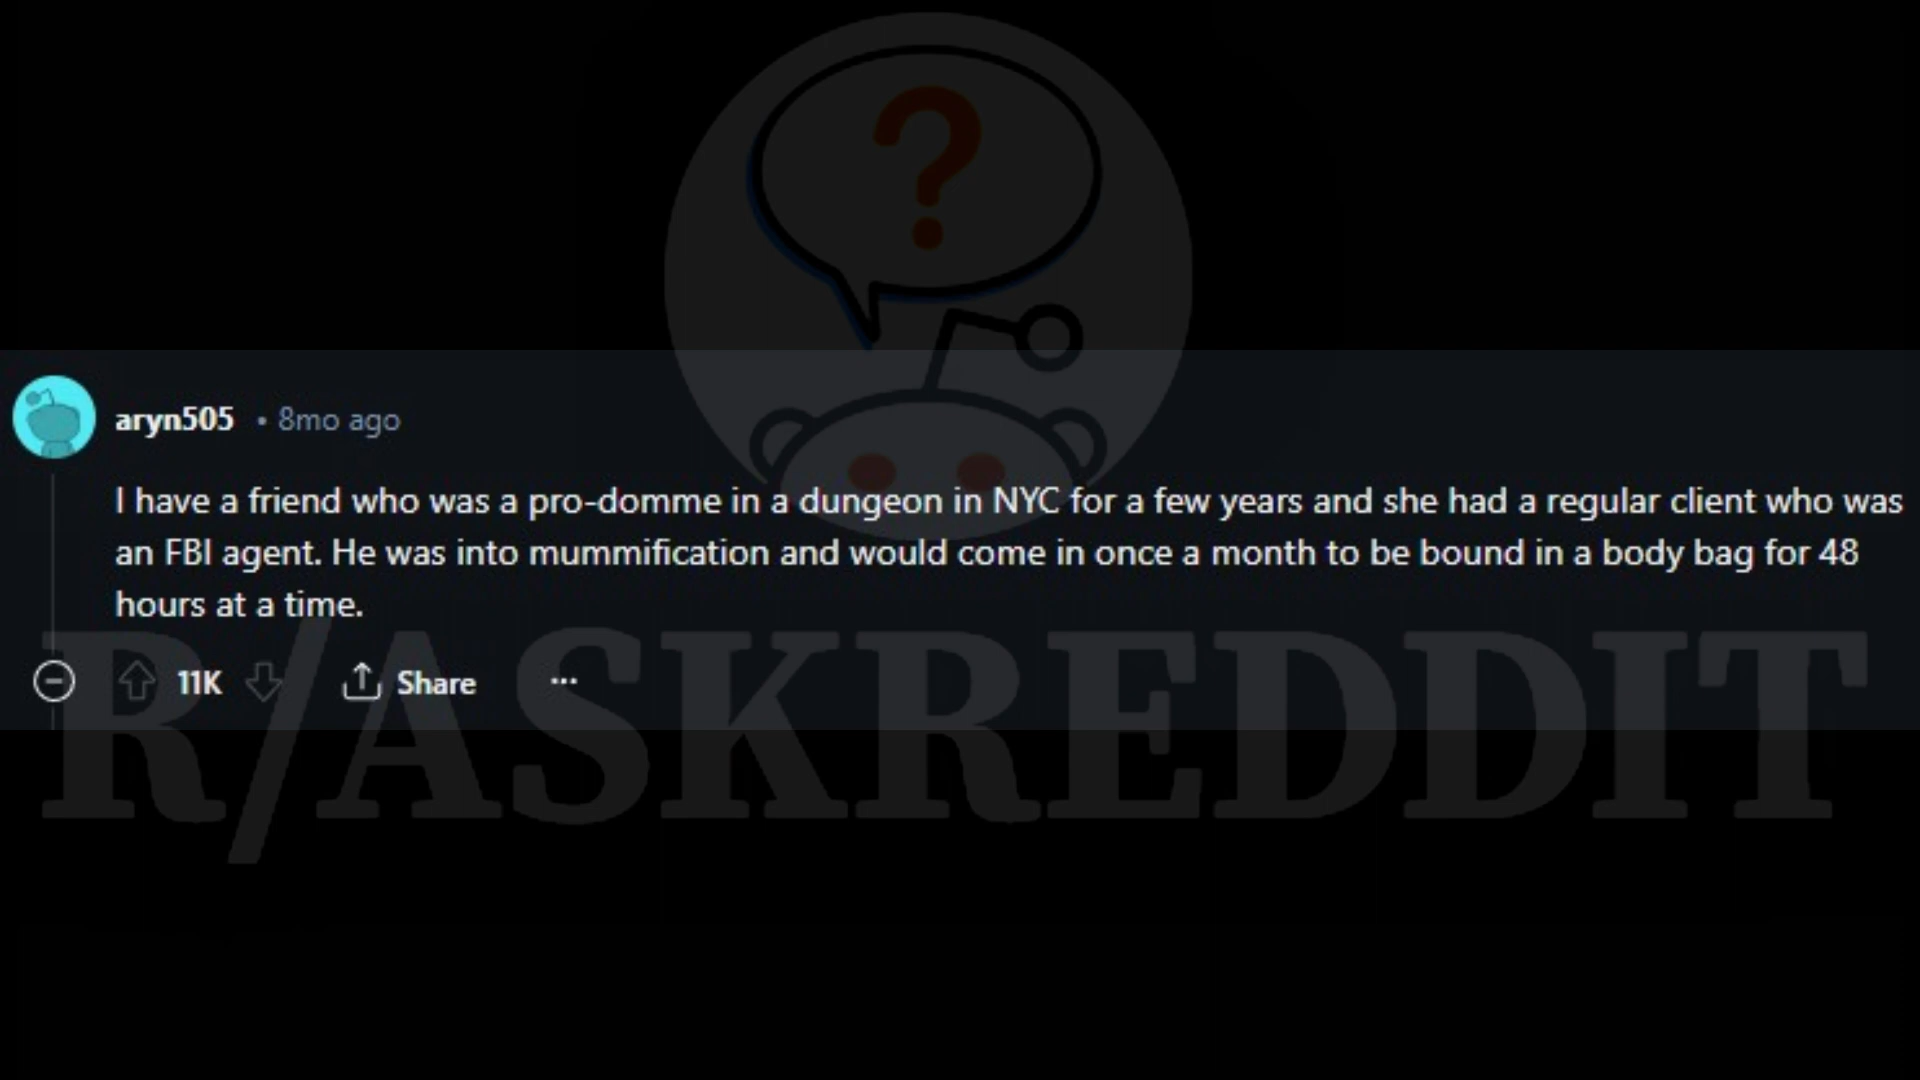 ?
aryn505 • 8mo ago
I have a friend who was a pro-domme in a dungeon in NYC for a few years and she had a regular client who was
an FBI agent. He was into mummification and would come in once a month to be bound in a body bag for 48
hours at a time.
11K Share ...
R/ASKREDDIT